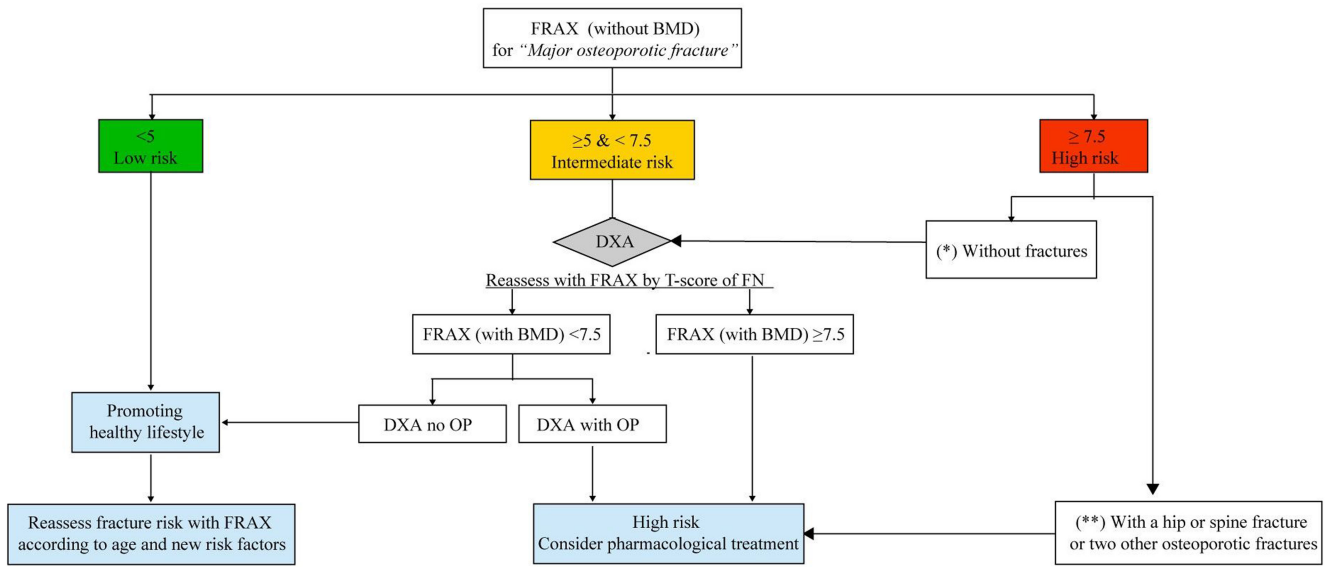 FRAX (without BMD)
for “Major osteoporotic fracture”
<5
Low risk
≥5 & < 7.5
Intermediate risk
≥ 7.5
High risk
DXA
(*) Without fractures
Reassess with FRAX by T-score of FN
FRAX (with BMD) <7.5
FRAX (with BMD) ≥7.5
Promoting
healthy lifestyle
DXA no OP
DXA with OP
Reassess fracture risk with FRAX
according to age and new risk factors
High risk
Consider pharmacological treatment
(**) With a hip or spine fracture
or two other osteoporotic fractures